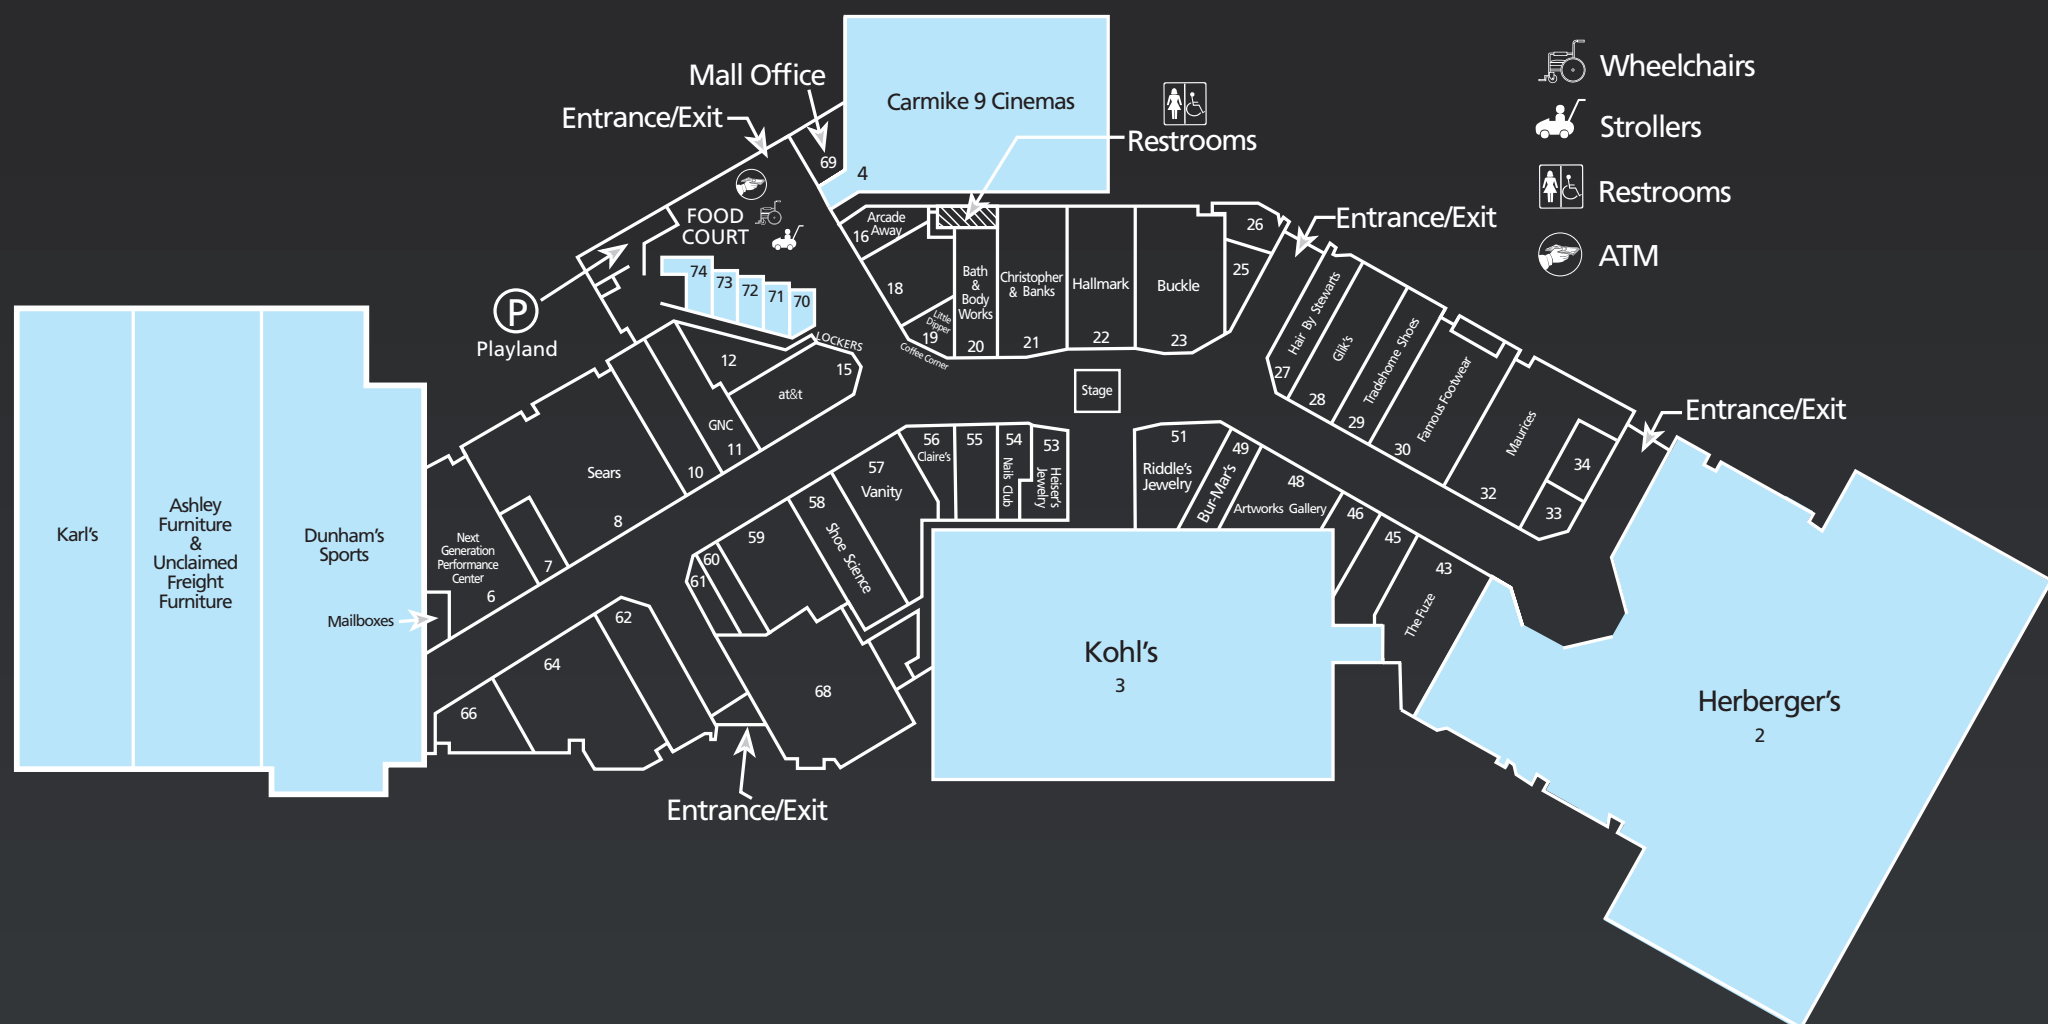 Mall Office
Entrance/Exit
Carmike 9 Cinemas
4
69
Restrooms
Wheelchairs
Strollers
Restrooms
ATM
FOOD
COURT
74
73
72
71
70
P
Playland
LOCKERS
Arcade
Away
16
18
Little
Dipper
19
Coffee Corner
Bath
&
Body
Works
20
Christopher
& Banks
21
Hallmark
22
Buckle
23
26
25
Entrance/Exit
Hair By Stewarts
27
Glik's
28
Tradehome Shoes
29
Famous Footwear
30
Maurices
32
34
33
Entrance/Exit
Stage
12
15
at&t
GNC
11
10
Sears
8
7
Next
Generation
Performance
Center
6
Mailboxes
Karl's
Ashley
Furniture
&
Unclaimed
Freight
Furniture
Dunham's
Sports
56
Claire's
55
54
Nails Club
53
Heiser's
Jewelry
57
Vanity
58
Shoe Science
59
60
61
62
64
66
68
Entrance/Exit
51
Riddle's
Jewelry
49
Bur-Mar's
48
Artworks Gallery
46
45
43
The Fuze
Kohl's
3
Herberger's
2